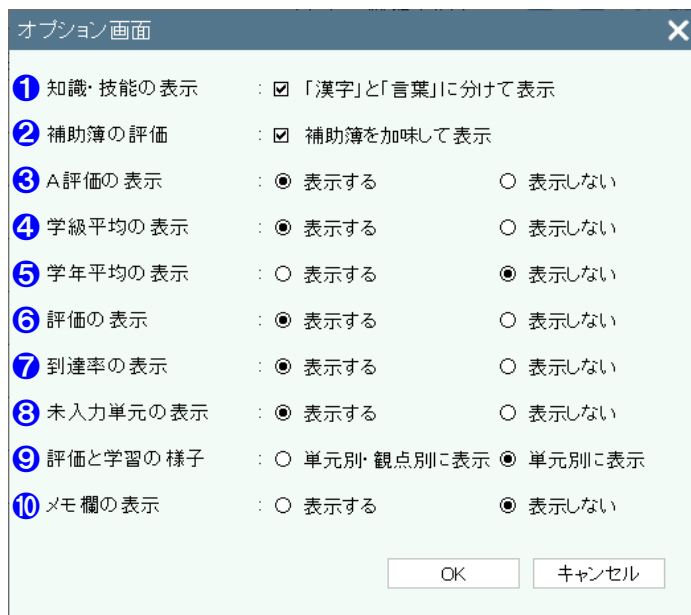 オプション画面
❶ 知識・技能の表示 : ☑ 「漢字」と「言葉」に分けて表示
❷ 補助簿の評価 : ☑ 補助簿を加味して表示
❸ A評価の表示 : ◉ 表示する ○ 表示しない
❹ 学級平均の表示 : ◉ 表示する ○ 表示しない
❺ 学年平均の表示 : ○ 表示する ◉ 表示しない
❻ 評価の表示 : ◉ 表示する ○ 表示しない
❼ 到達率の表示 : ◉ 表示する ○ 表示しない
❽ 未入力単元の表示 : ◉ 表示する ○ 表示しない
❾ 評価と学習の様子 : ○ 単元別・観点別に表示 ◉ 単元別に表示
❿ メモ欄の表示 : ○ 表示する ◉ 表示しない
OK キャンセル